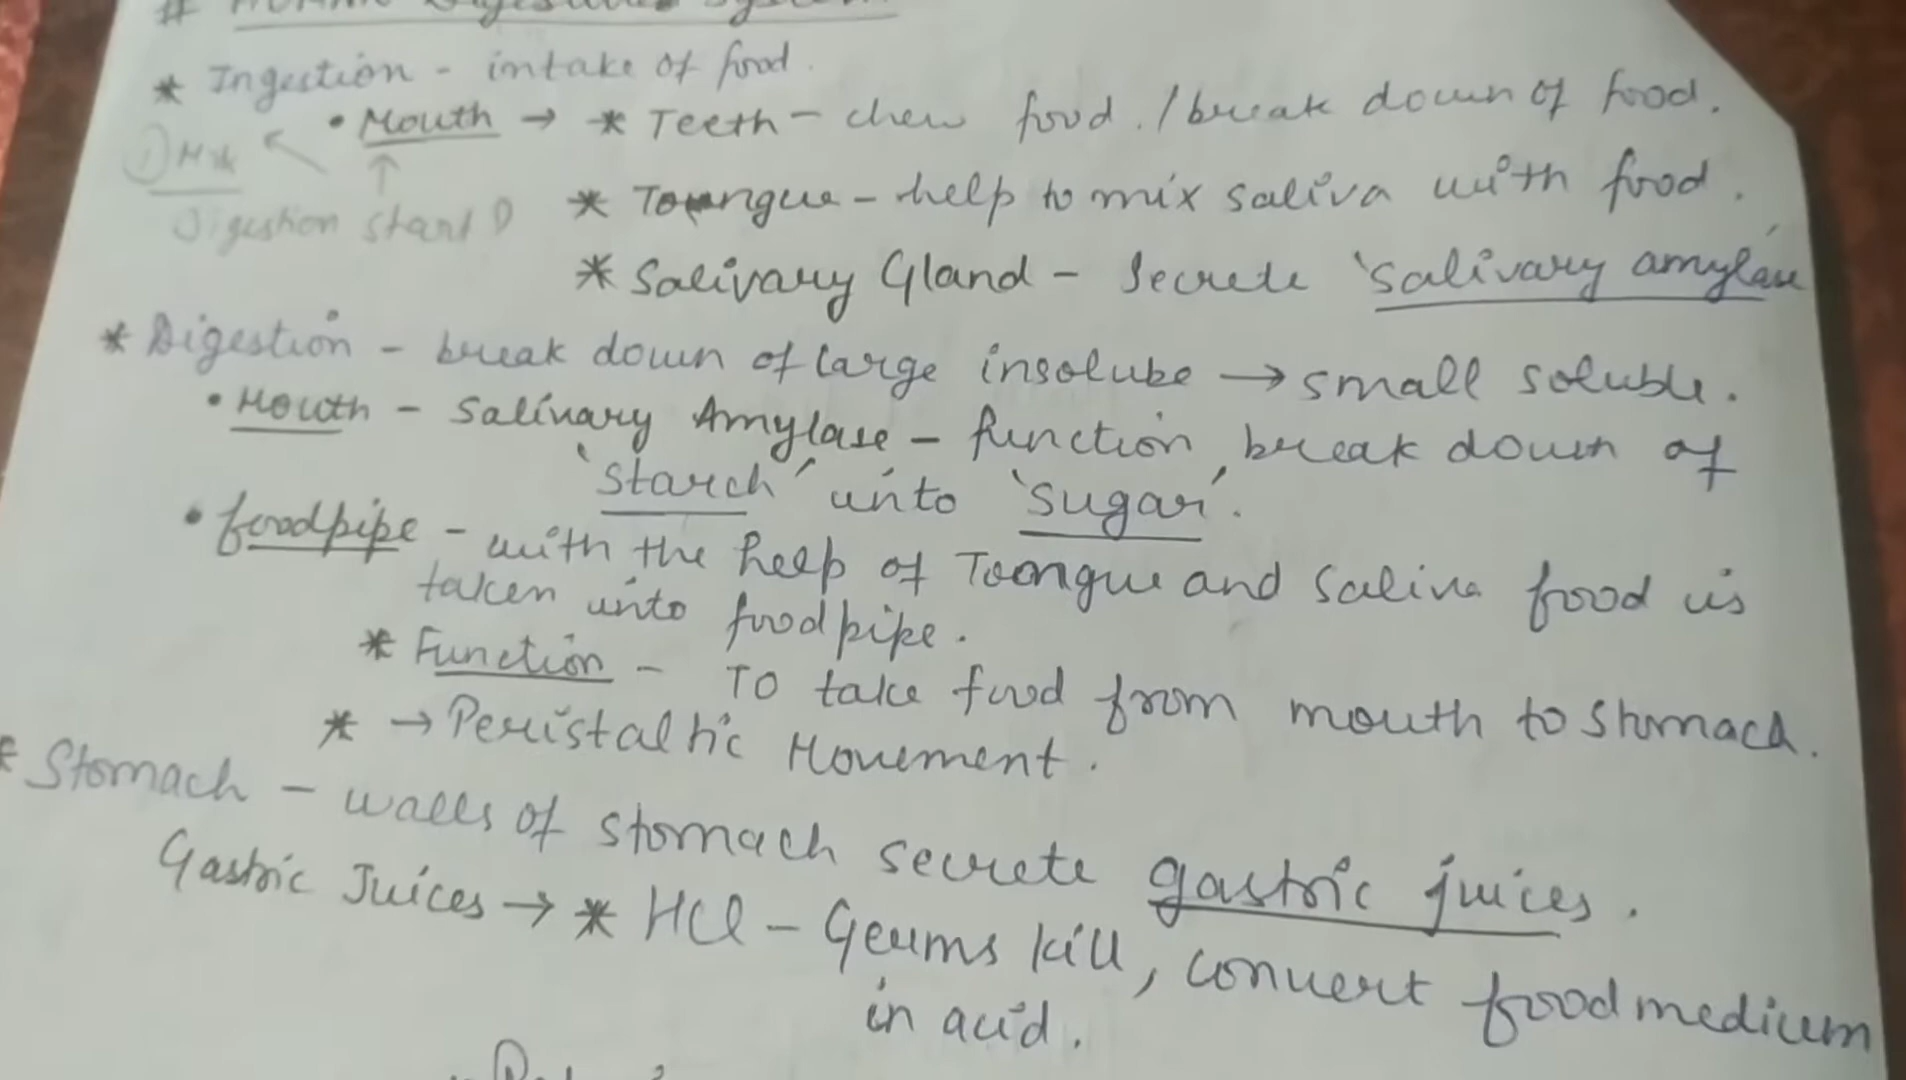 # Human Digestive System
* Ingestion - intake of food.
• Mouth → * Teeth - chew food. / break down of food.
* Toungue - help to mix saliva with food.
Digestion start
* Salivary Gland - Secrete 'salivary amylase
* Digestion - break down of large insolube → small soluble.
• Mouth - Salivary Amylase - function, break down of
'starch' into 'sugar'.
• foodpipe - with the help of Toongue and saliva food is
taken into foodpipe.
* Function - To take food from mouth to stomach.
* → Peristaltic Movement.
* Stomach - walls of stomach secrete gastric juices.
Gastric Juices → * HCl - Germs kill, convert food medium
in acid.